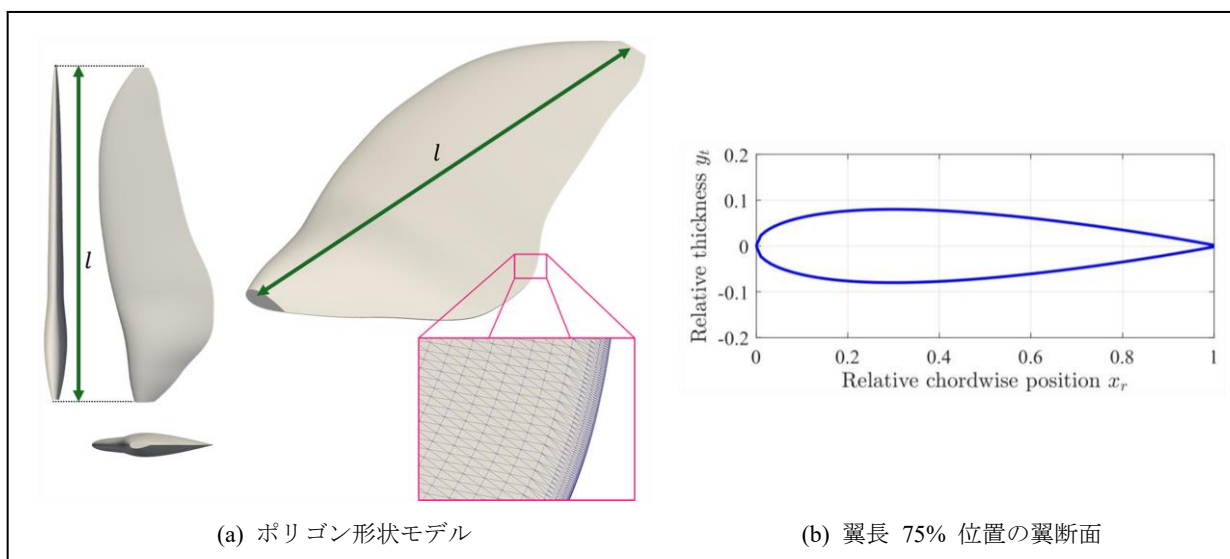 l
l
(a) ポリゴン形状モデル
Relative thickness y_t
0.2
0.1
0
-0.1
-0.2
0 0.2 0.4 0.6 0.8 1
Relative chordwise position x_r
(b) 翼長 75% 位置の翼断面